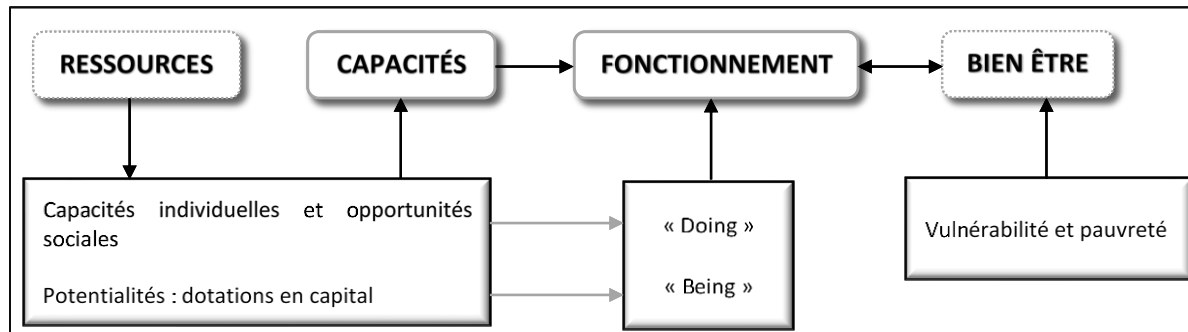 RESSOURCES
CAPACITÉS
FONCTIONNEMENT
BIEN ÊTRE
Capacités individuelles et opportunités
sociales
Potentialités : dotations en capital
« Doing »
« Being »
Vulnérabilité et pauvreté